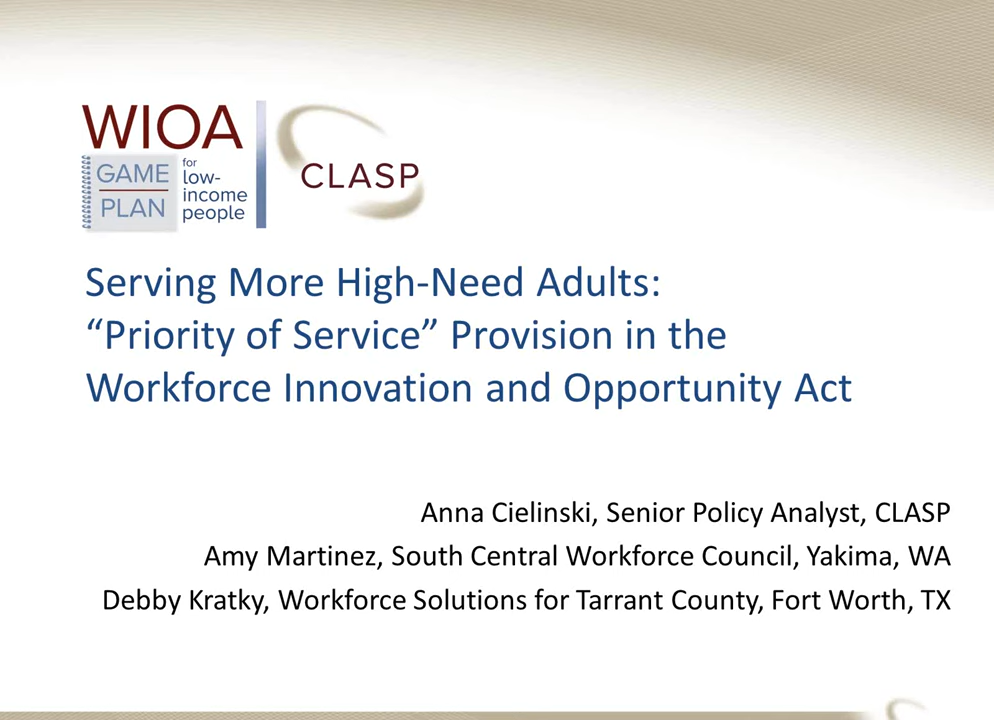 WIOA
GAME
PLAN
for
low-
income
people
CLASP
Serving More High-Need Adults:
“Priority of Service” Provision in the
Workforce Innovation and Opportunity Act
Anna Cielinski, Senior Policy Analyst, CLASP
Amy Martinez, South Central Workforce Council, Yakima, WA
Debby Kratky, Workforce Solutions for Tarrant County, Fort Worth, TX